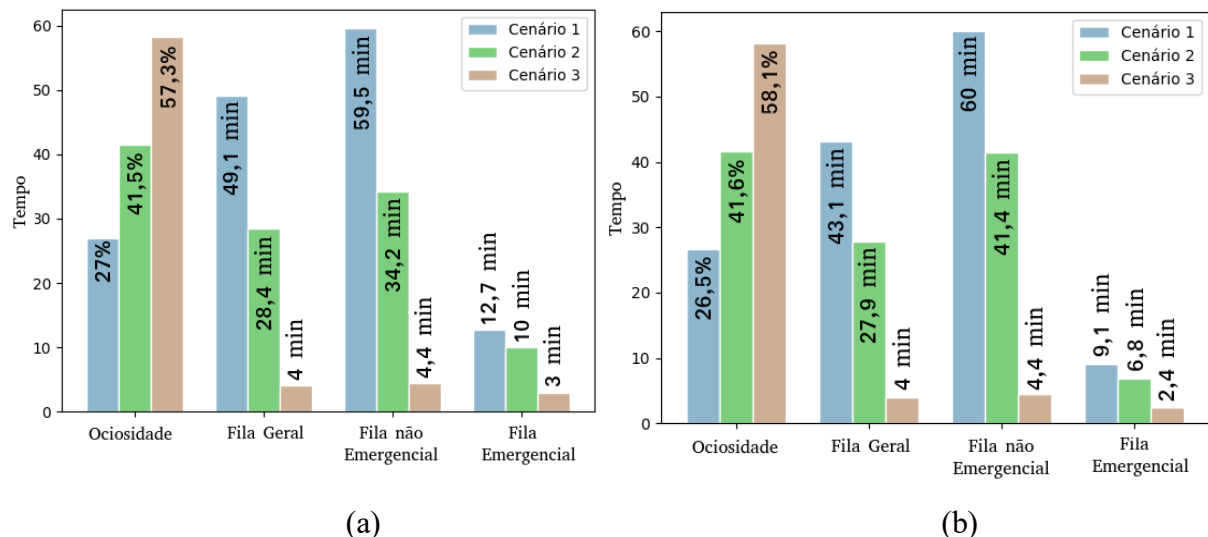 60
50
40
30
20
10
0
Tempo
Cenário 1
Cenário 2
Cenário 3
27%
41,5%
57,3%
49,1 min
28,4 min
4 min
59,5 min
34,2 min
4,4 min
12,7 min
10 min
3 min
Ociosidade
Fila Geral
Fila não
Emergencial
Fila
Emergencial
(a)
60
50
40
30
20
10
0
Tempo
Cenário 1
Cenário 2
Cenário 3
26,5%
41,6%
58,1%
43,1 min
27,9 min
4 min
60 min
41,4 min
4,4 min
9,1 min
6,8 min
2,4 min
Ociosidade
Fila Geral
Fila não
Emergencial
Fila
Emergencial
(b)